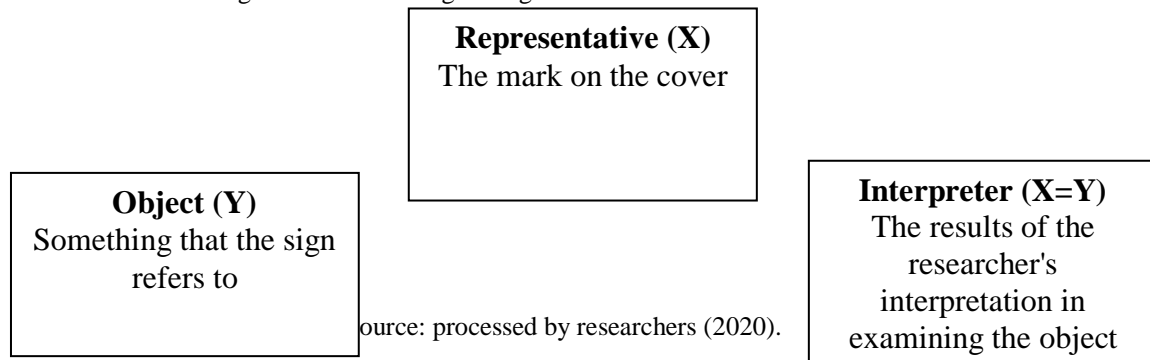 Representative (X)
The mark on the cover
Object (Y)
Something that the sign
refers to
Interpreter (X=Y)
The results of the
researcher's
interpretation in
examining the object
ource: processed by researchers (2020).